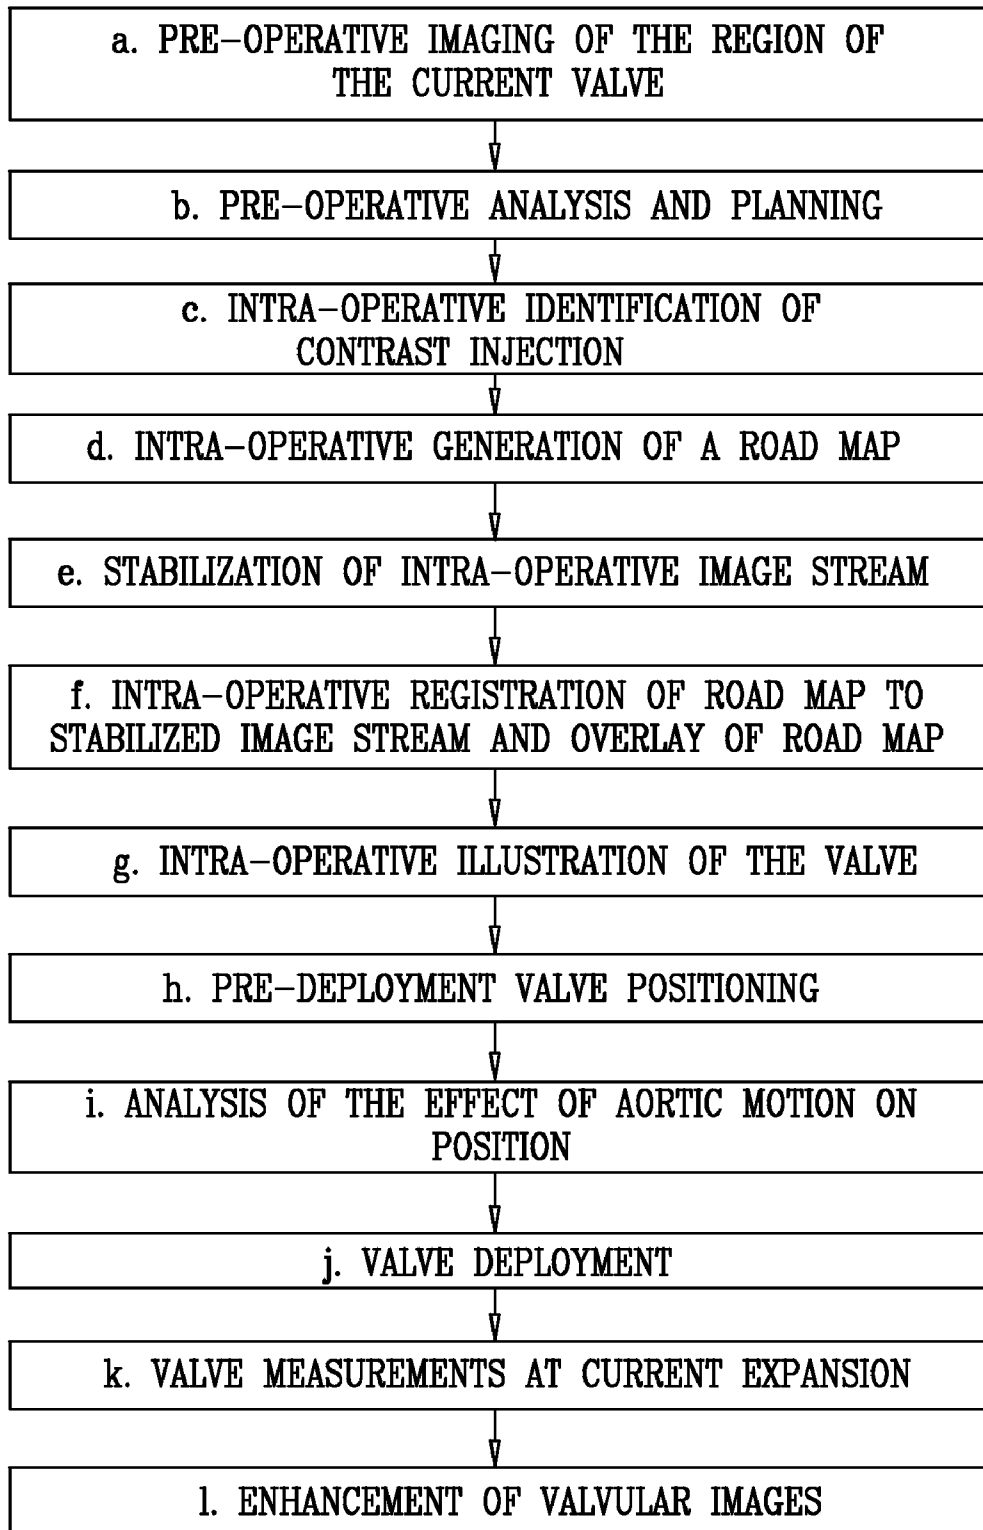 a. PRE-OPERATIVE IMAGING OF THE REGION OF
THE CURRENT VALVE
b. PRE-OPERATIVE ANALYSIS AND PLANNING
c. INTRA-OPERATIVE IDENTIFICATION OF
CONTRAST INJECTION
d. INTRA-OPERATIVE GENERATION OF A ROAD MAP
e. STABILIZATION OF INTRA-OPERATIVE IMAGE STREAM
f. INTRA-OPERATIVE REGISTRATION OF ROAD MAP TO
STABILIZED IMAGE STREAM AND OVERLAY OF ROAD MAP
g. INTRA-OPERATIVE ILLUSTRATION OF THE VALVE
h. PRE-DEPLOYMENT VALVE POSITIONING
i. ANALYSIS OF THE EFFECT OF AORTIC MOTION ON
POSITION
j. VALVE DEPLOYMENT
k. VALVE MEASUREMENTS AT CURRENT EXPANSION
l. ENHANCEMENT OF VALVULAR IMAGES